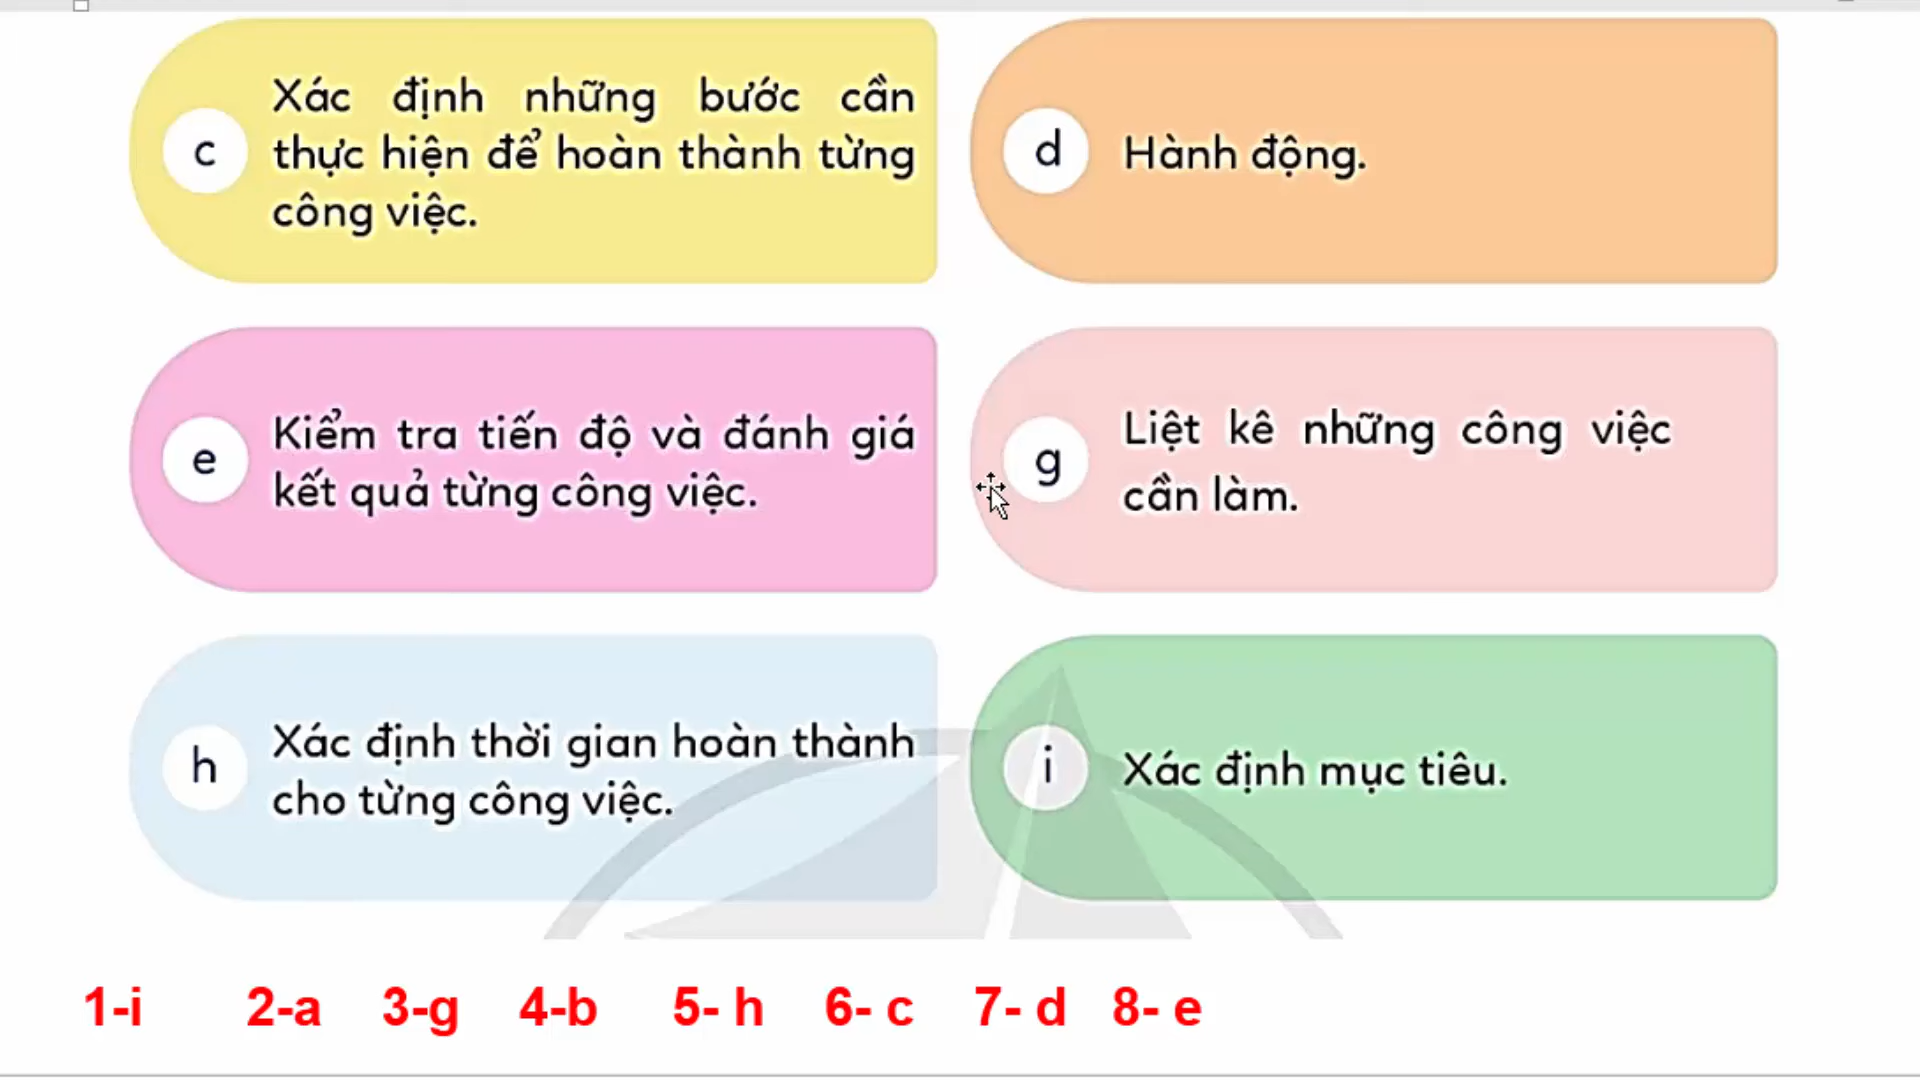 c
Xác định những bước cần
thực hiện để hoàn thành từng
công việc.
d
Hành động.
e
Kiểm tra tiến độ và đánh giá
kết quả từng công việc.
g
Liệt kê những công việc
cần làm.
h
Xác định thời gian hoàn thành
cho từng công việc.
i
Xác định mục tiêu.
1-i 2-a 3-g 4-b 5- h 6- c 7- d 8- e